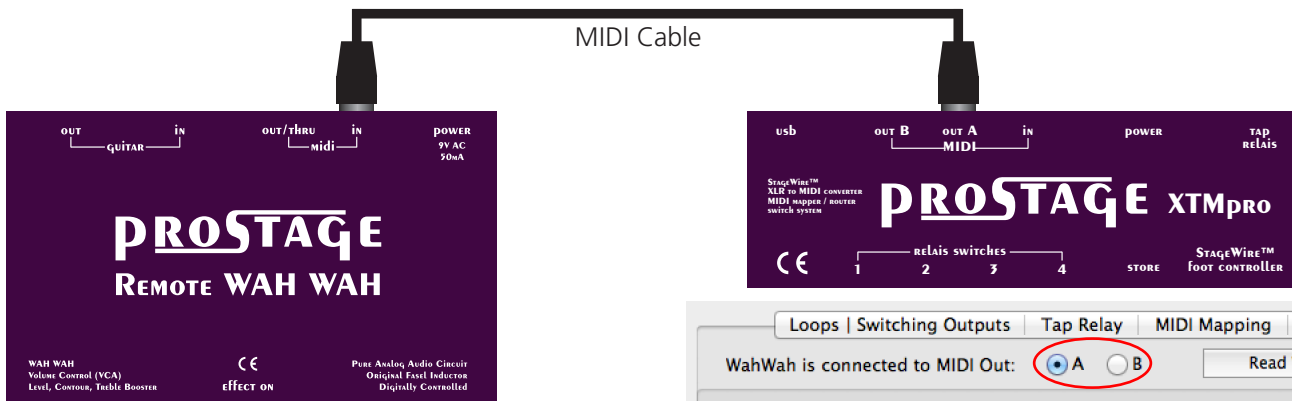 MIDI Cable
OUT IN OUT/THRU IN POWER
GUITAR MIDI 9V AC
50mA
PROSTAGE
REMOTE WAH WAH
WAH WAH
VOLUME CONTROL (VCA)
LEVEL, CONTOUR, TREBLE BOOSTER
CE
EFFECT ON
PURE ANALOG AUDIO CIRCUIT
ORIGINAL FASEL INDUCTOR
DIGITALLY CONTROLLED
USB OUT B OUT A IN POWER TAP
MIDI RELAIS
STAGEWIRE™
XLR TO MIDI CONVERTER
MIDI MAPPER / ROUTER
SWITCH SYSTEM
PROSTAGE XTMPRO
CE
RELAIS SWITCHES
1 2 3 4 STORE
STAGEWIRE™
FOOT CONTROLLER
Loops | Switching Outputs Tap Relay MIDI Mapping
WahWah is connected to MIDI Out: A B Read